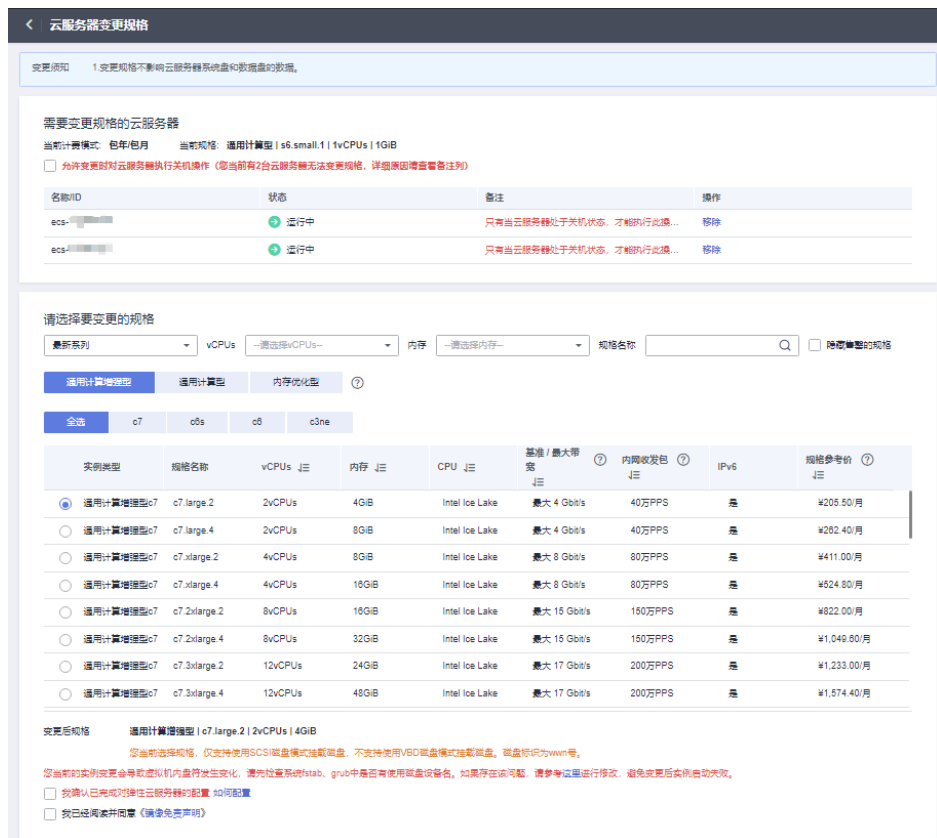 云服务器变更规格
变更须知 1.变更规格不影响云服务器系统盘和数据盘的数据。
需要变更规格的云服务器
当前计费模式: 包年/包月 当前规格: 通用计算型 | s6.small.1 | 1vCPUs | 1GiB
允许变更时对云服务器执行关机操作（您当前有2台云服务器无法变更规格，详细原因请查看备注列）
名称/ID 状态 备注 操作
ecs- 运行中 只有当云服务器处于关机状态，才能执行此操... 移除
ecs- 运行中 只有当云服务器处于关机状态，才能执行此操... 移除
请选择要变更的规格
最新系列 vCPUs --请选择vCPUs-- 内存 --请选择内存-- 规格名称 隐藏售罄的规格
通用计算增强型 通用计算型 内存优化型
全选 c7 c6s c6 c3ne
实例类型 规格名称 vCPUs 内存 CPU 基准 / 最大带宽 内网收发包 IPv6 规格参考价
通用计算增强型c7 c7.large.2 2vCPUs 4GiB Intel Ice Lake 最大 4 Gbit/s 40万PPS 是 ¥205.50/月
通用计算增强型c7 c7.large.4 2vCPUs 8GiB Intel Ice Lake 最大 4 Gbit/s 40万PPS 是 ¥262.40/月
通用计算增强型c7 c7.xlarge.2 4vCPUs 8GiB Intel Ice Lake 最大 8 Gbit/s 80万PPS 是 ¥411.00/月
通用计算增强型c7 c7.xlarge.4 4vCPUs 16GiB Intel Ice Lake 最大 8 Gbit/s 80万PPS 是 ¥524.80/月
通用计算增强型c7 c7.2xlarge.2 8vCPUs 16GiB Intel Ice Lake 最大 15 Gbit/s 150万PPS 是 ¥822.00/月
通用计算增强型c7 c7.2xlarge.4 8vCPUs 32GiB Intel Ice Lake 最大 15 Gbit/s 150万PPS 是 ¥1,049.60/月
通用计算增强型c7 c7.3xlarge.2 12vCPUs 24GiB Intel Ice Lake 最大 17 Gbit/s 200万PPS 是 ¥1,233.00/月
通用计算增强型c7 c7.3xlarge.4 12vCPUs 48GiB Intel Ice Lake 最大 17 Gbit/s 200万PPS 是 ¥1,574.40/月
变更后规格 通用计算增强型 | c7.large.2 | 2vCPUs | 4GiB
您当前选择规格，仅支持使用SCSI磁盘模式挂载磁盘，不支持使用VBD磁盘模式挂载磁盘。磁盘标识为wwn号。
您当前的实例变更会导致虚拟机内盘符发生变化，请先检查系统fstab、grub中是否有使用磁盘设备名。如果存在该问题，请参考这里进行修改，避免变更后实例启动失败。
我确认已完成对弹性云服务器的配置 如何配置
我已经阅读并同意《镜像免责声明》